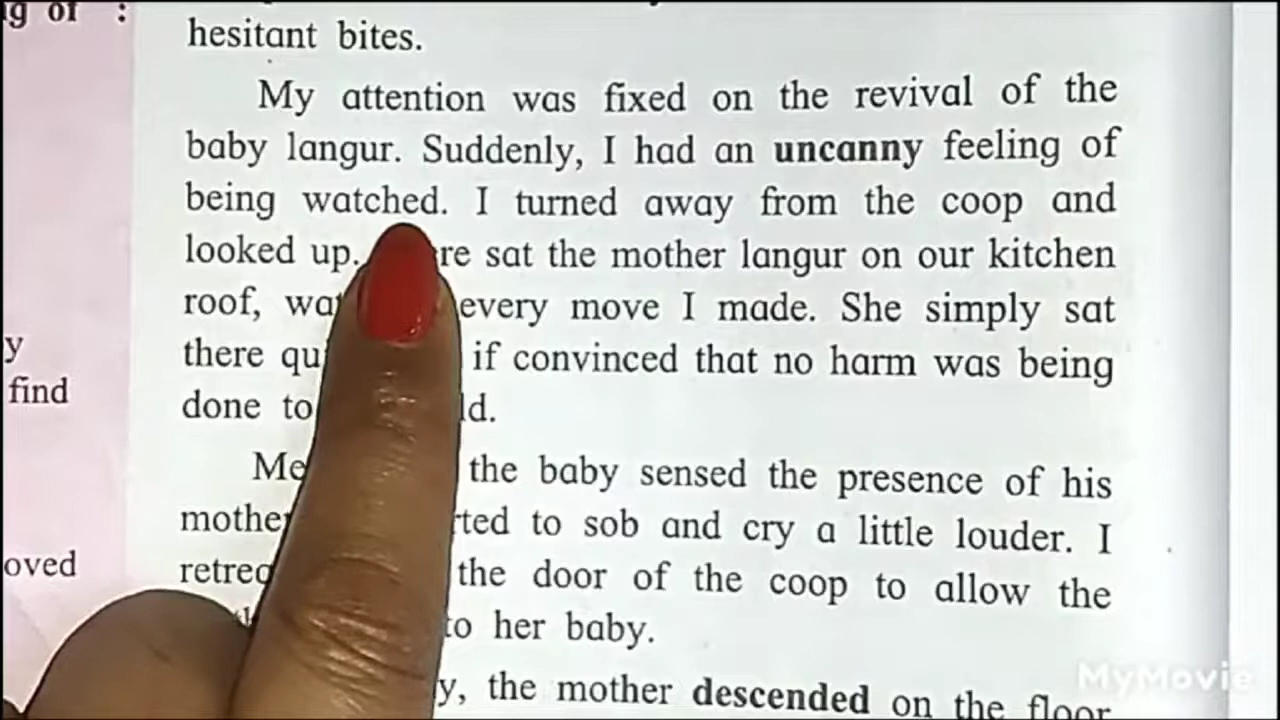 g of :
hesitant bites.
My attention was fixed on the revival of the
baby langur. Suddenly, I had an uncanny feeling of
being watched. I turned away from the coop and
looked up. re sat the mother langur on our kitchen
roof, wa every move I made. She simply sat
y
there qu if convinced that no harm was being
find
done to ld.
Me the baby sensed the presence of his
mother rted to sob and cry a little louder. I
oved
retrea the door of the coop to allow the
to her baby.
y, the mother descended on the floor
MyMovie